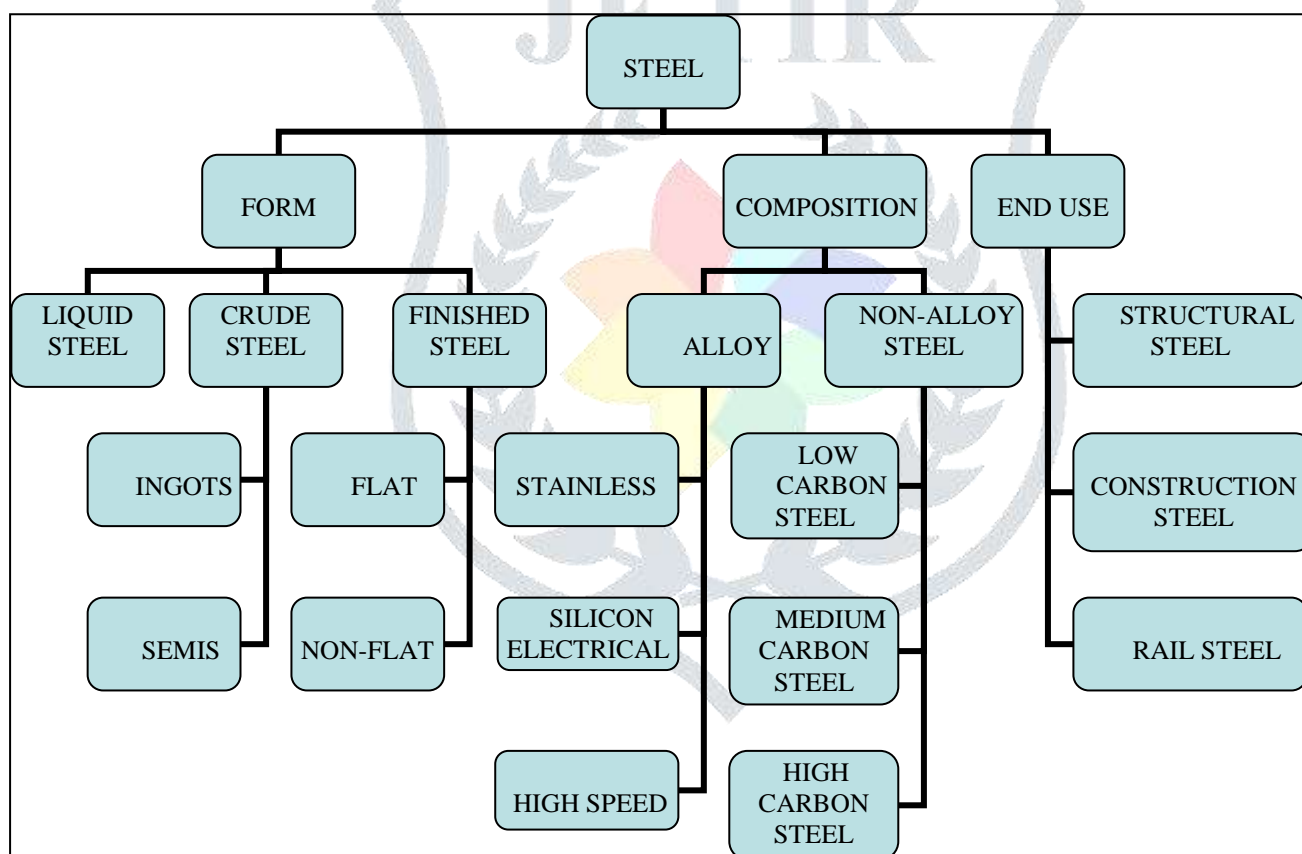 JETIR
STEEL
FORM
COMPOSITION
END USE
LIQUID
STEEL
CRUDE
STEEL
FINISHED
STEEL
ALLOY
NON-ALLOY
STEEL
STRUCTURAL
STEEL
INGOTS
FLAT
STAINLESS
LOW
CARBON
STEEL
CONSTRUCTION
STEEL
SEMIS
NON-FLAT
SILICON
ELECTRICAL
MEDIUM
CARBON
STEEL
RAIL STEEL
HIGH SPEED
HIGH
CARBON
STEEL